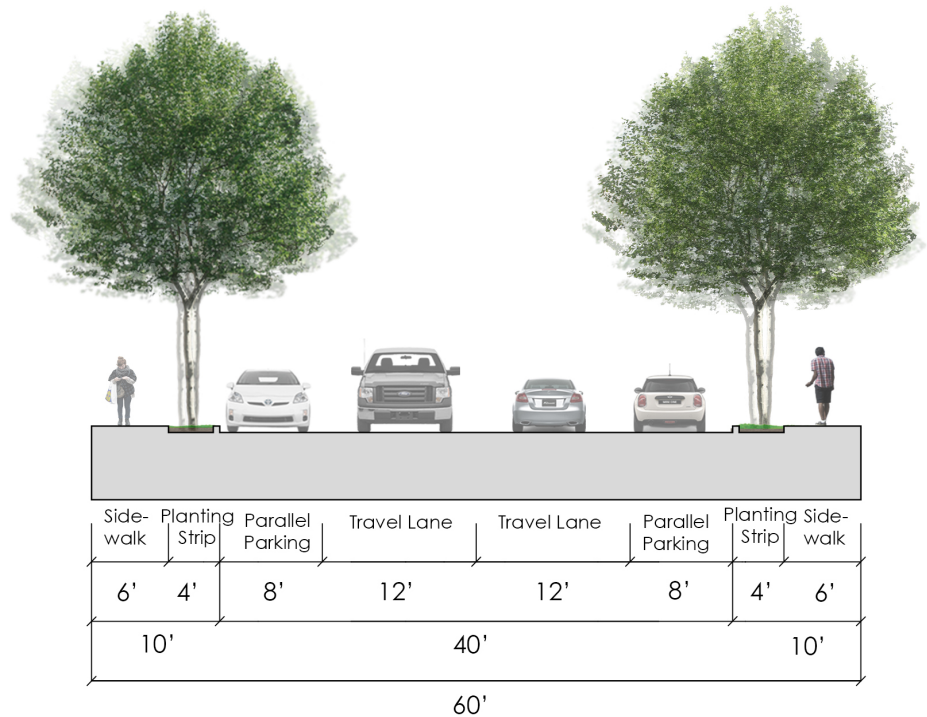 Side-
walk
Planting
Strip
Parallel
Parking
Travel Lane
Travel Lane
Parallel
Parking
Planting
Strip
Side-
walk
6’ 4’ 8’ 12’ 12’ 8’ 4’ 6’
10’ 40’ 10’
60’